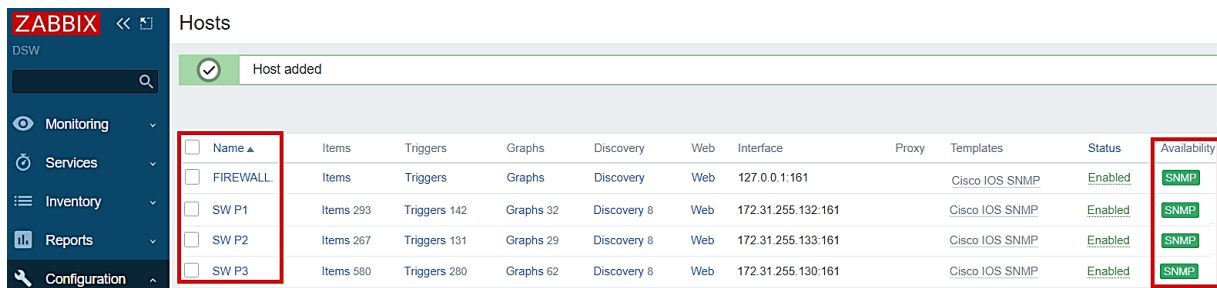 ZABBIX
DSW
Monitoring
Services
Inventory
Reports
Configuration
Hosts
Host added
Name Items Triggers Graphs Discovery Web Interface Proxy Templates Status Availability
FIREWALL. Items Triggers Graphs Discovery Web 127.0.0.1:161 Cisco IOS SNMP Enabled SNMP
SW P1 Items 293 Triggers 142 Graphs 32 Discovery 8 Web 172.31.255.132:161 Cisco IOS SNMP Enabled SNMP
SW P2 Items 267 Triggers 131 Graphs 29 Discovery 8 Web 172.31.255.133:161 Cisco IOS SNMP Enabled SNMP
SW P3 Items 580 Triggers 280 Graphs 62 Discovery 8 Web 172.31.255.130:161 Cisco IOS SNMP Enabled SNMP